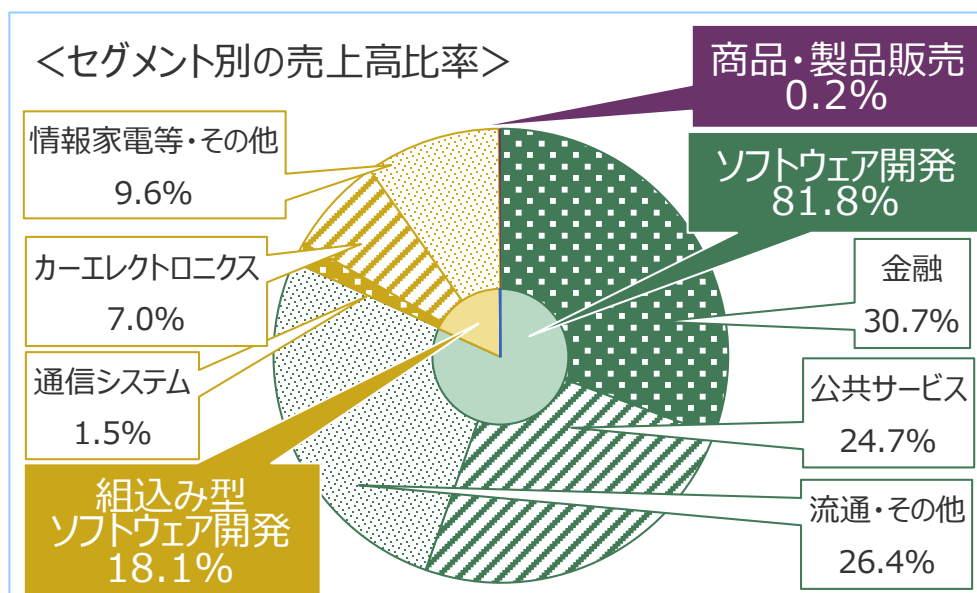 ＜セグメント別の売上高比率＞
商品・製品販売
0.2%
ソフトウェア開発
81.8%
金融
30.7%
公共サービス
24.7%
流通・その他
26.4%
情報家電等・その他
9.6%
カーエレクトロニクス
7.0%
通信システム
1.5%
組込み型
ソフトウェア開発
18.1%